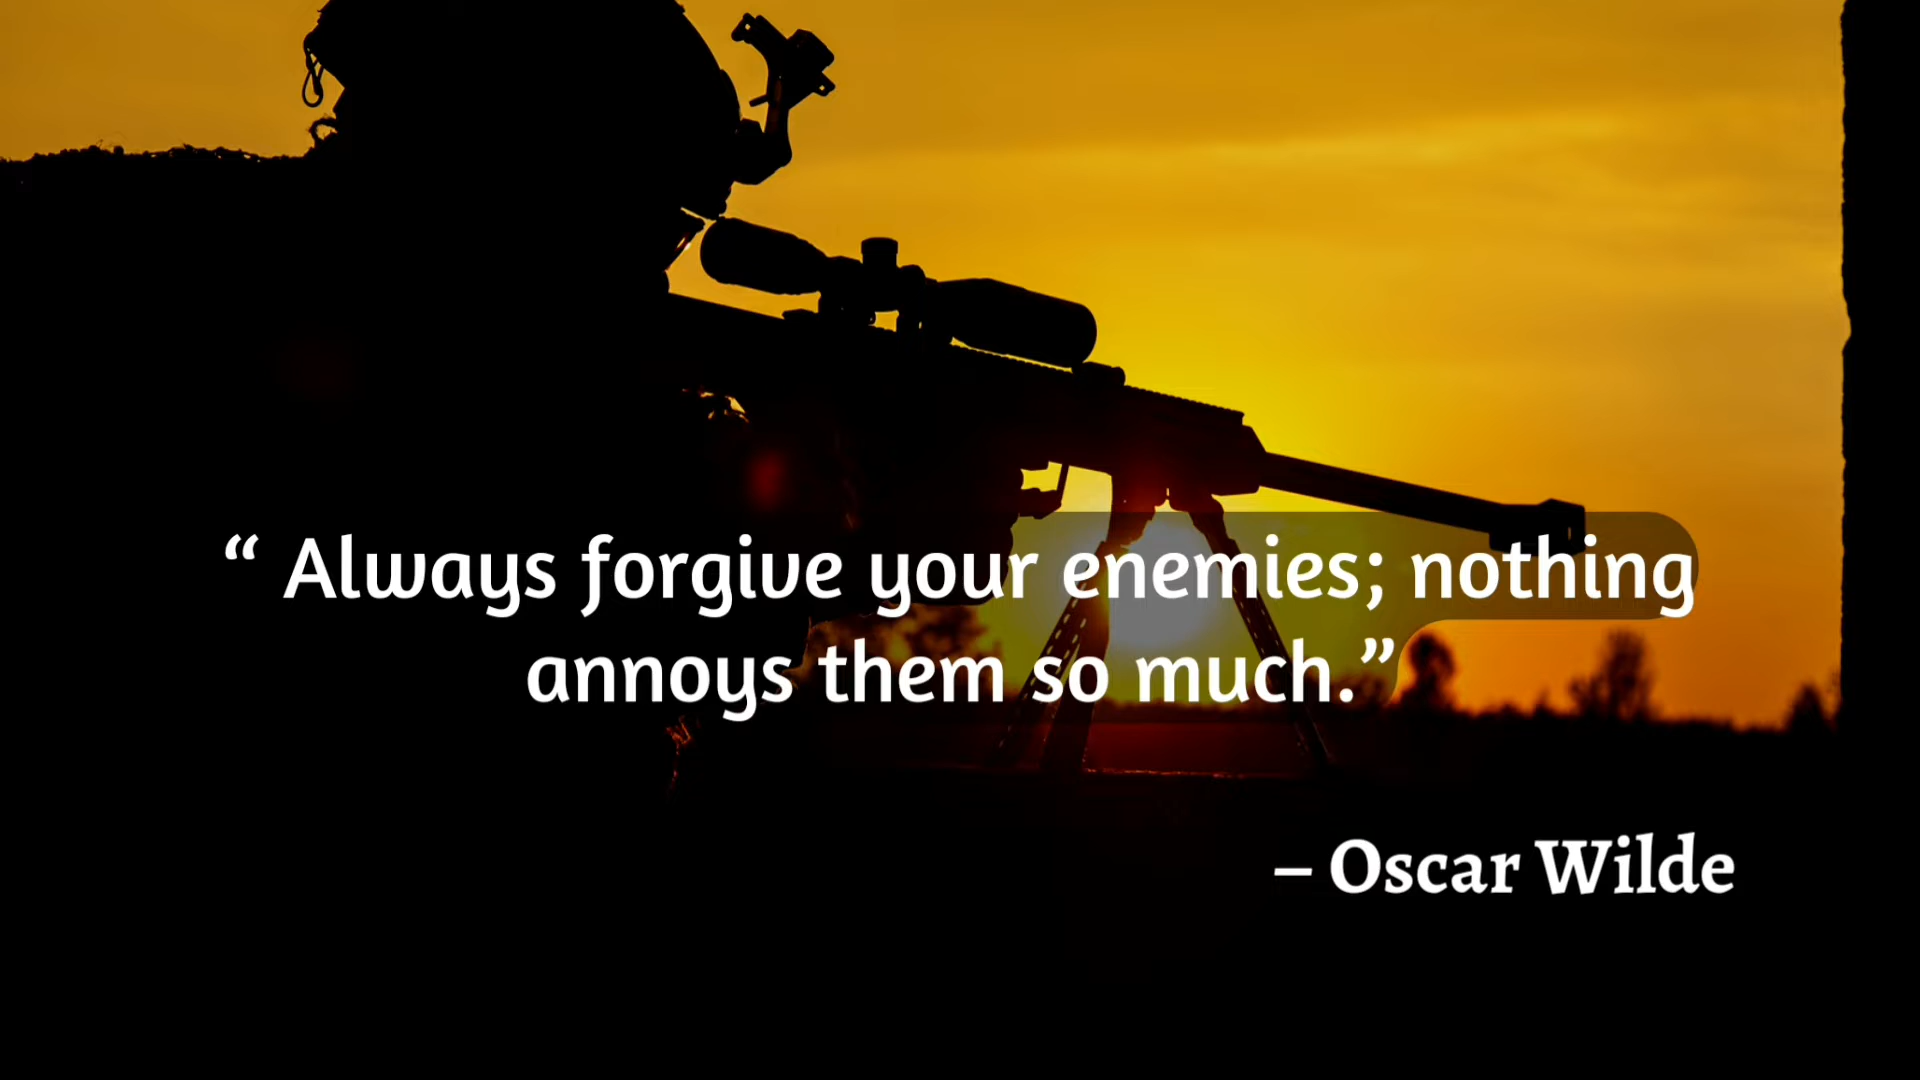 “ Always forgive your enemies; nothing
annoys them so much.”
– Oscar Wilde